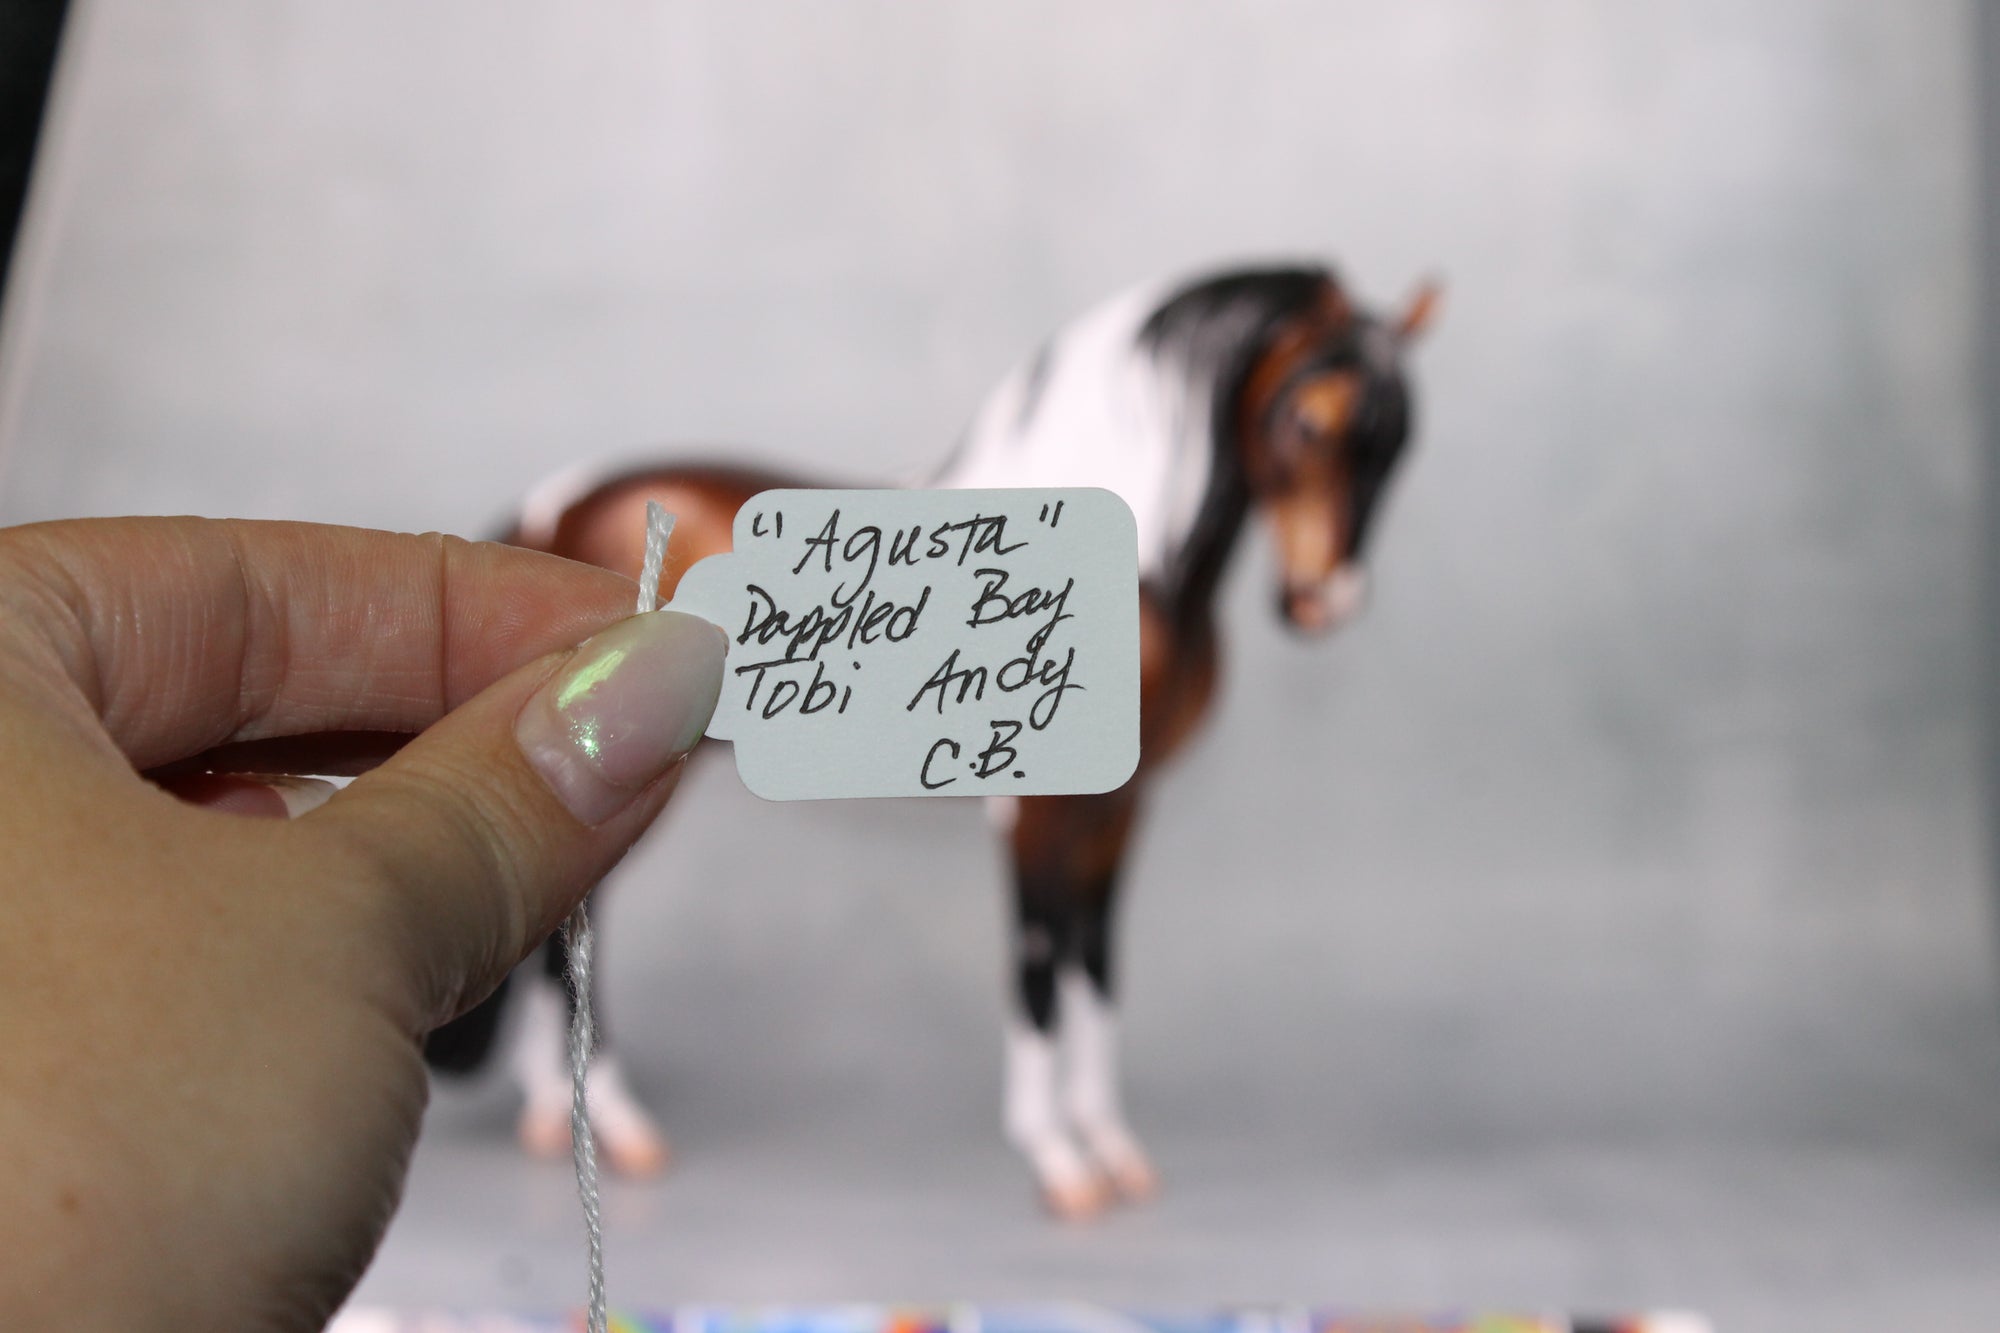 "Agusta"
Dappled Bay
Tobi Andy
C.B.